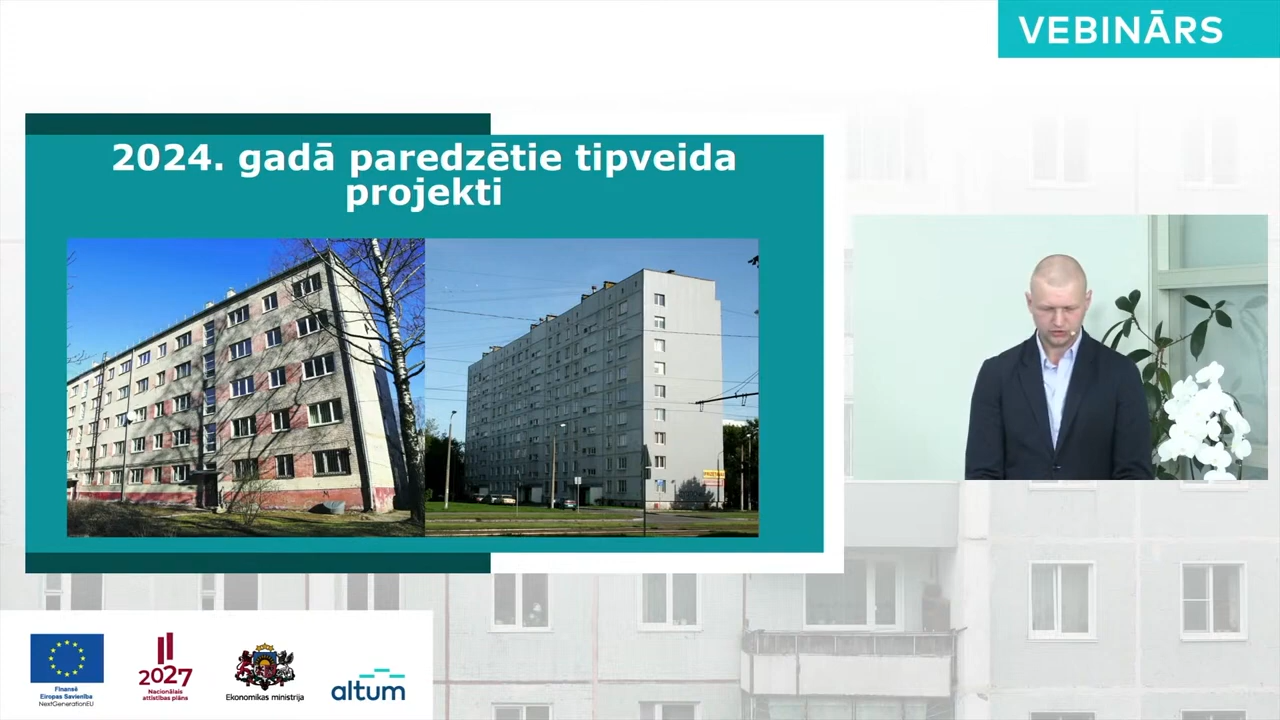 VEBINĀRS
2024. gadā paredzētie tipveida
projekti
Finansē
Eiropas Savienība
NextGenerationEU
2027
Nacionālais
attīstības plāns
Ekonomikas ministrija
altum